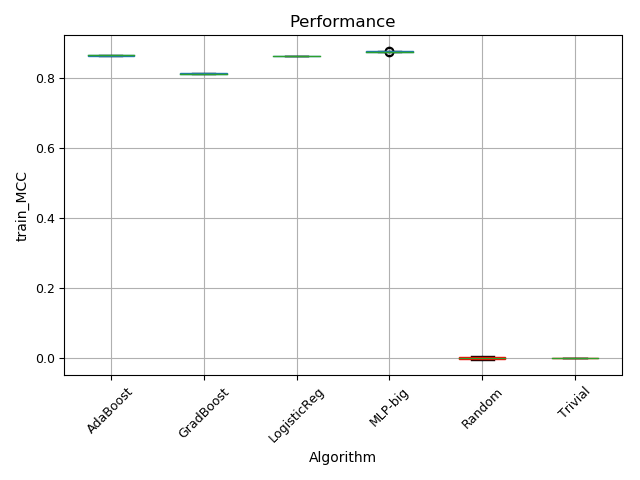 Performance
train_MCC
0.8
0.6
0.4
0.2
0.0
AdaBoost
GradBoost
LogisticReg
MLP-big
Random
Trivial
Algorithm